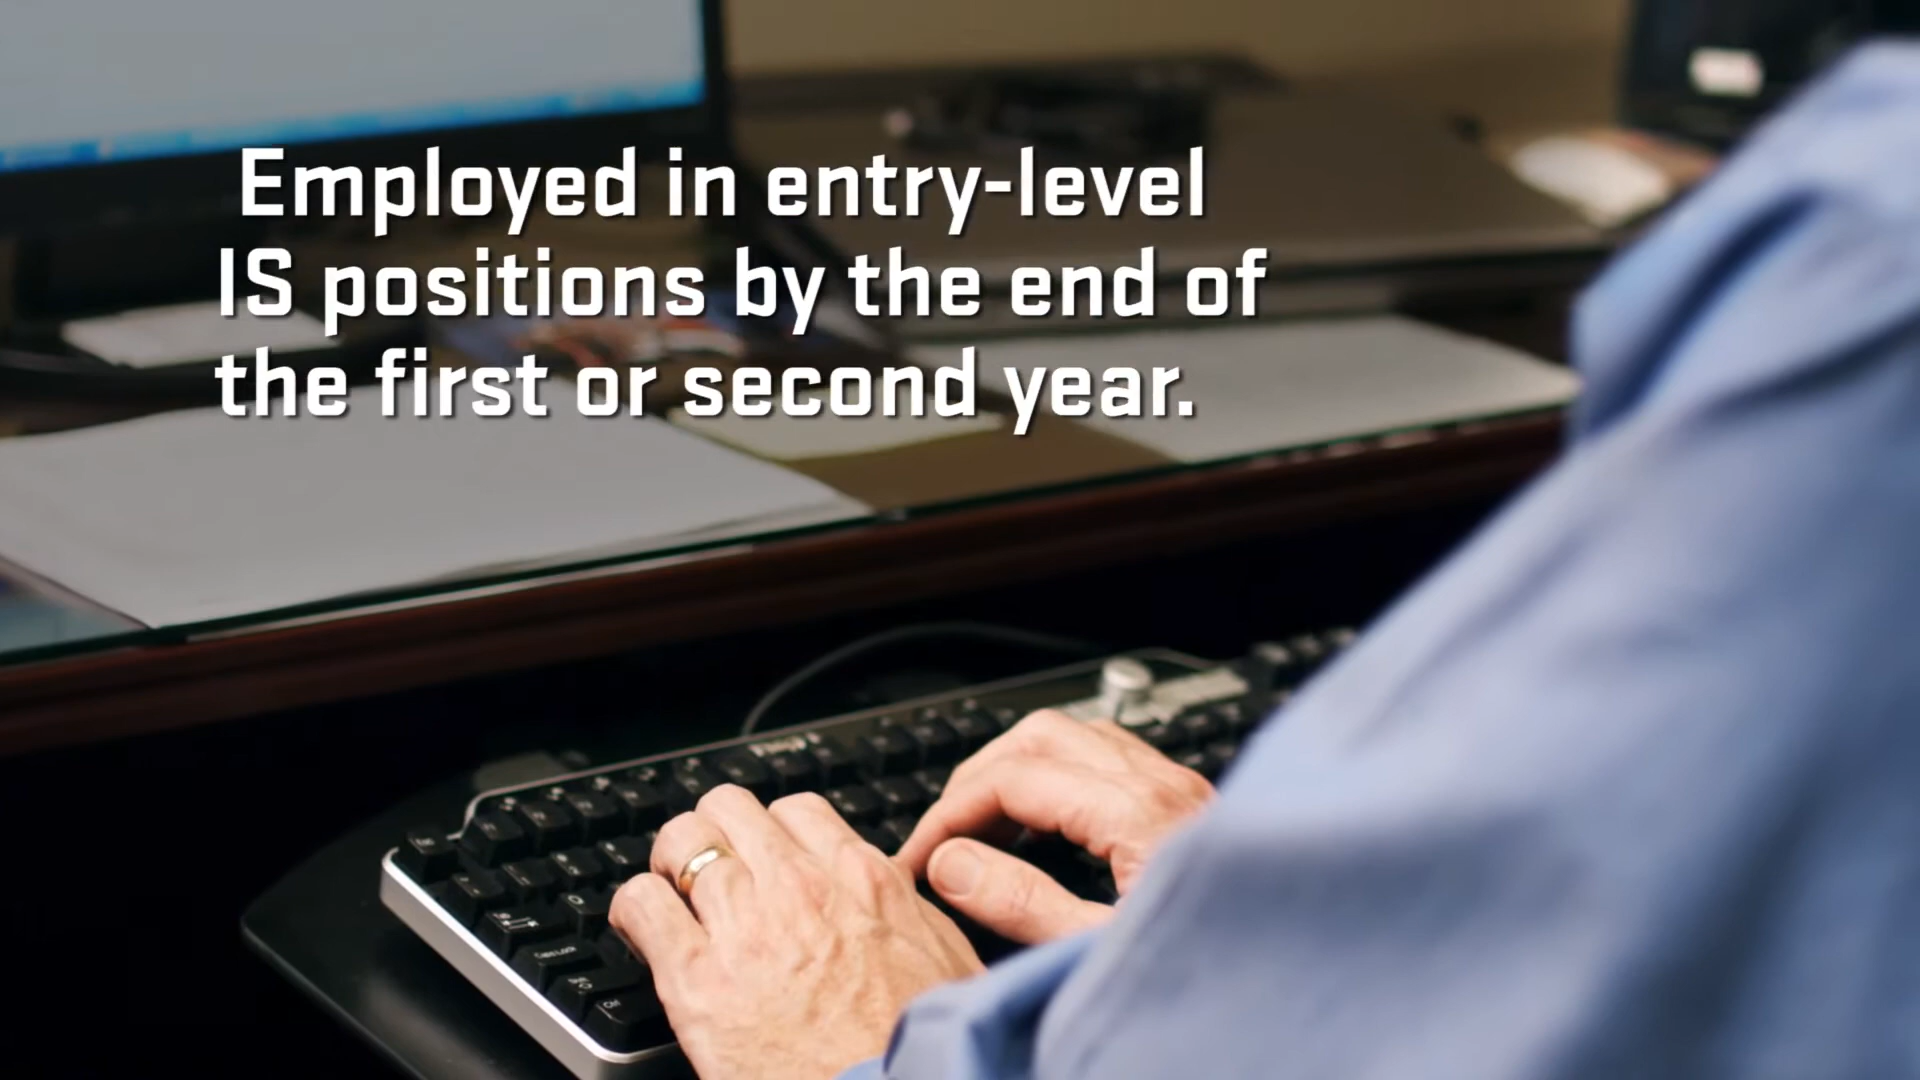 Employed in entry-level
IS positions by the end of
the first or second year.